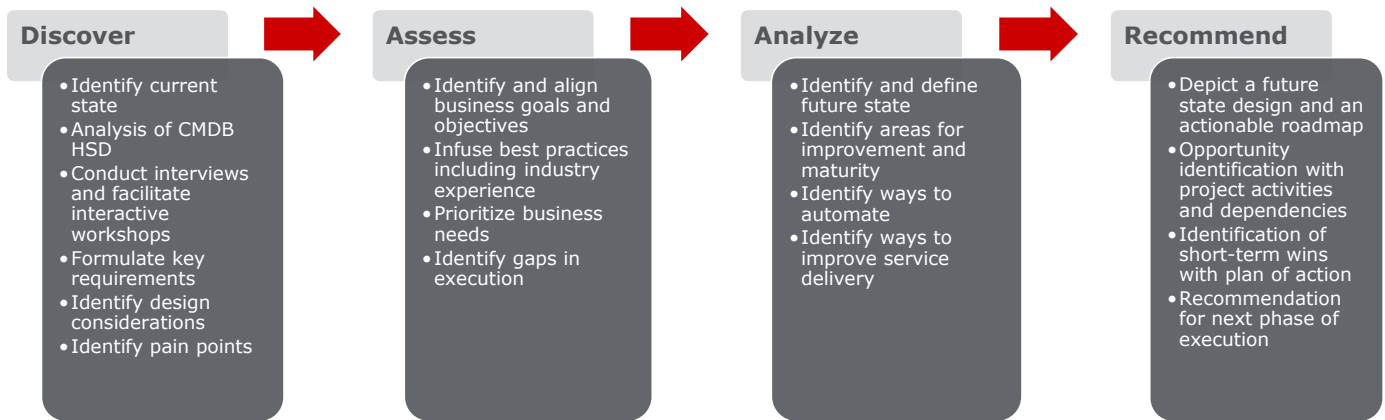 Discover
• Identify current
state
• Analysis of CMDB
HSD
• Conduct interviews
and facilitate
interactive
workshops
• Formulate key
requirements
• Identify design
considerations
• Identify pain points
Assess
• Identify and align
business goals and
objectives
• Infuse best practices
including industry
experience
• Prioritize business
needs
• Identify gaps in
execution
Analyze
• Identify and define
future state
• Identify areas for
improvement and
maturity
• Identify ways to
automate
• Identify ways to
improve service
delivery
Recommend
• Depict a future
state design and an
actionable roadmap
• Opportunity
identification with
project activities
and dependencies
• Identification of
short-term wins
with plan of action
• Recommendation
for next phase of
execution